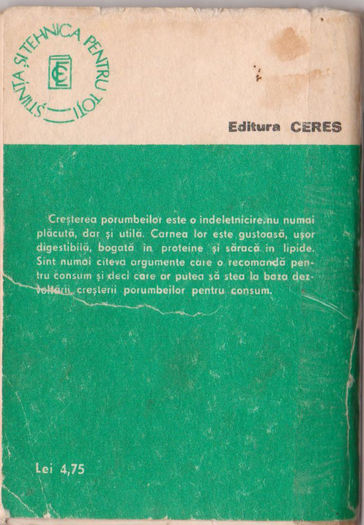 ȘTIINȚA ȘI TEHNICA PENTRU TOȚI
EC
Editura CERES
Creșterea porumbeilor este o îndeletnicire nu numai
plăcută, dar și utilă. Carnea lor este gustoasă, ușor
digestibilă, bogată în proteine și săracă in lipide.
Sînt numai cîteva argumente care o recomandă pen-
tru consum și deci care ar putea să stea la baza dez-
voltării creșterii porumbeilor pentru consum.
Lei 4,75